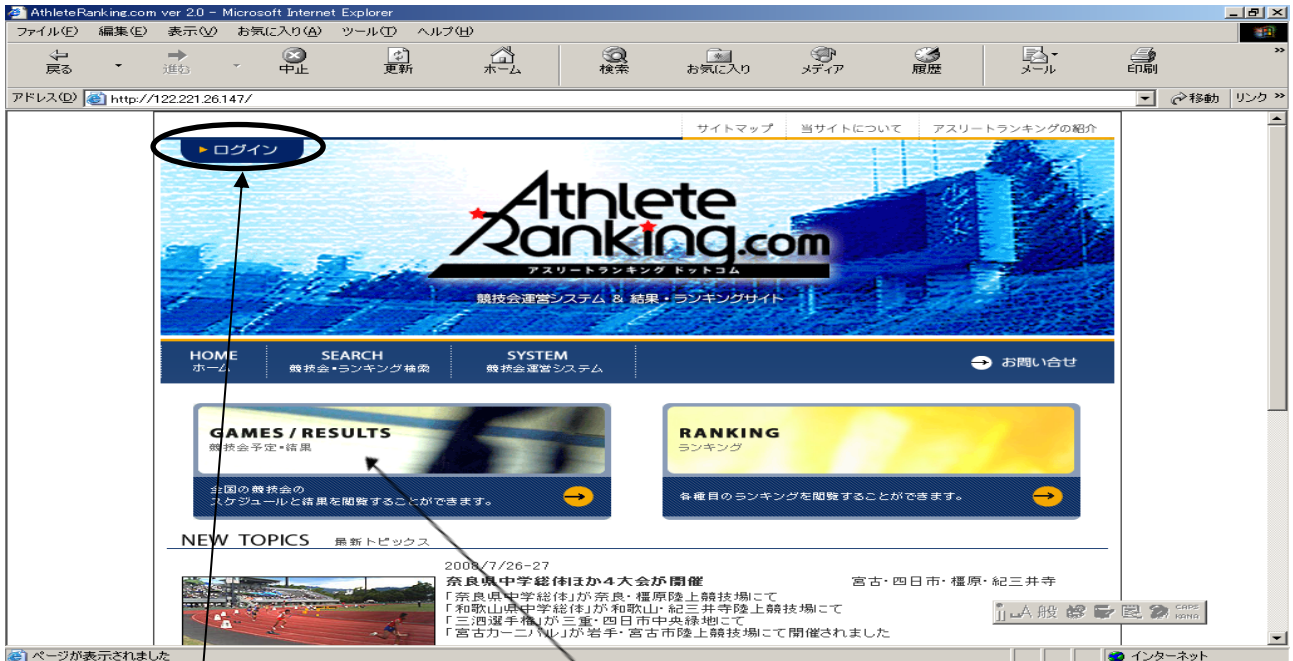 AthleteRanking.com ver 2.0 - Microsoft Internet Explorer
ファイル(F) 編集(E) 表示(V) お気に入り(A) ツール(T) ヘルプ(H)
戻る 進む 中止 更新 ホーム 検索 お気に入り メディア 履歴 メール 印刷
アドレス(D) http://122.221.26.147/ 移動 リンク
サイトマップ 当サイトについて アスリートランキングの紹介
ログイン
Athlete
Ranking.com
アスリートランキング ドットコム
競技会運営システム & 結果・ランキングサイト
HOME SEARCH SYSTEM
ホーム 競技会・ランキング検索 競技会運営システム お問い合せ
GAMES / RESULTS
競技会予定・結果
全国の競技会の
スケジュールと結果を閲覧することができます。
RANKING
ランキング
各種目のランキングを閲覧することができます。
NEW TOPICS 最新トピックス
2008/7/26-27
奈良県中学総体ほか4大会が開催 宮古・四日市・橿原・紀三井寺
「奈良県中学総体」が奈良・橿原陸上競技場にて
「和歌山県中学総体」が和歌山・紀三井寺陸上競技場にて
「三泗選手権」が三重・四日市中央緑地にて
「宮古カーニバル」が岩手・宮古市陸上競技場にて開催されました
A 般 CAPS
KANA
ページが表示されました インターネット